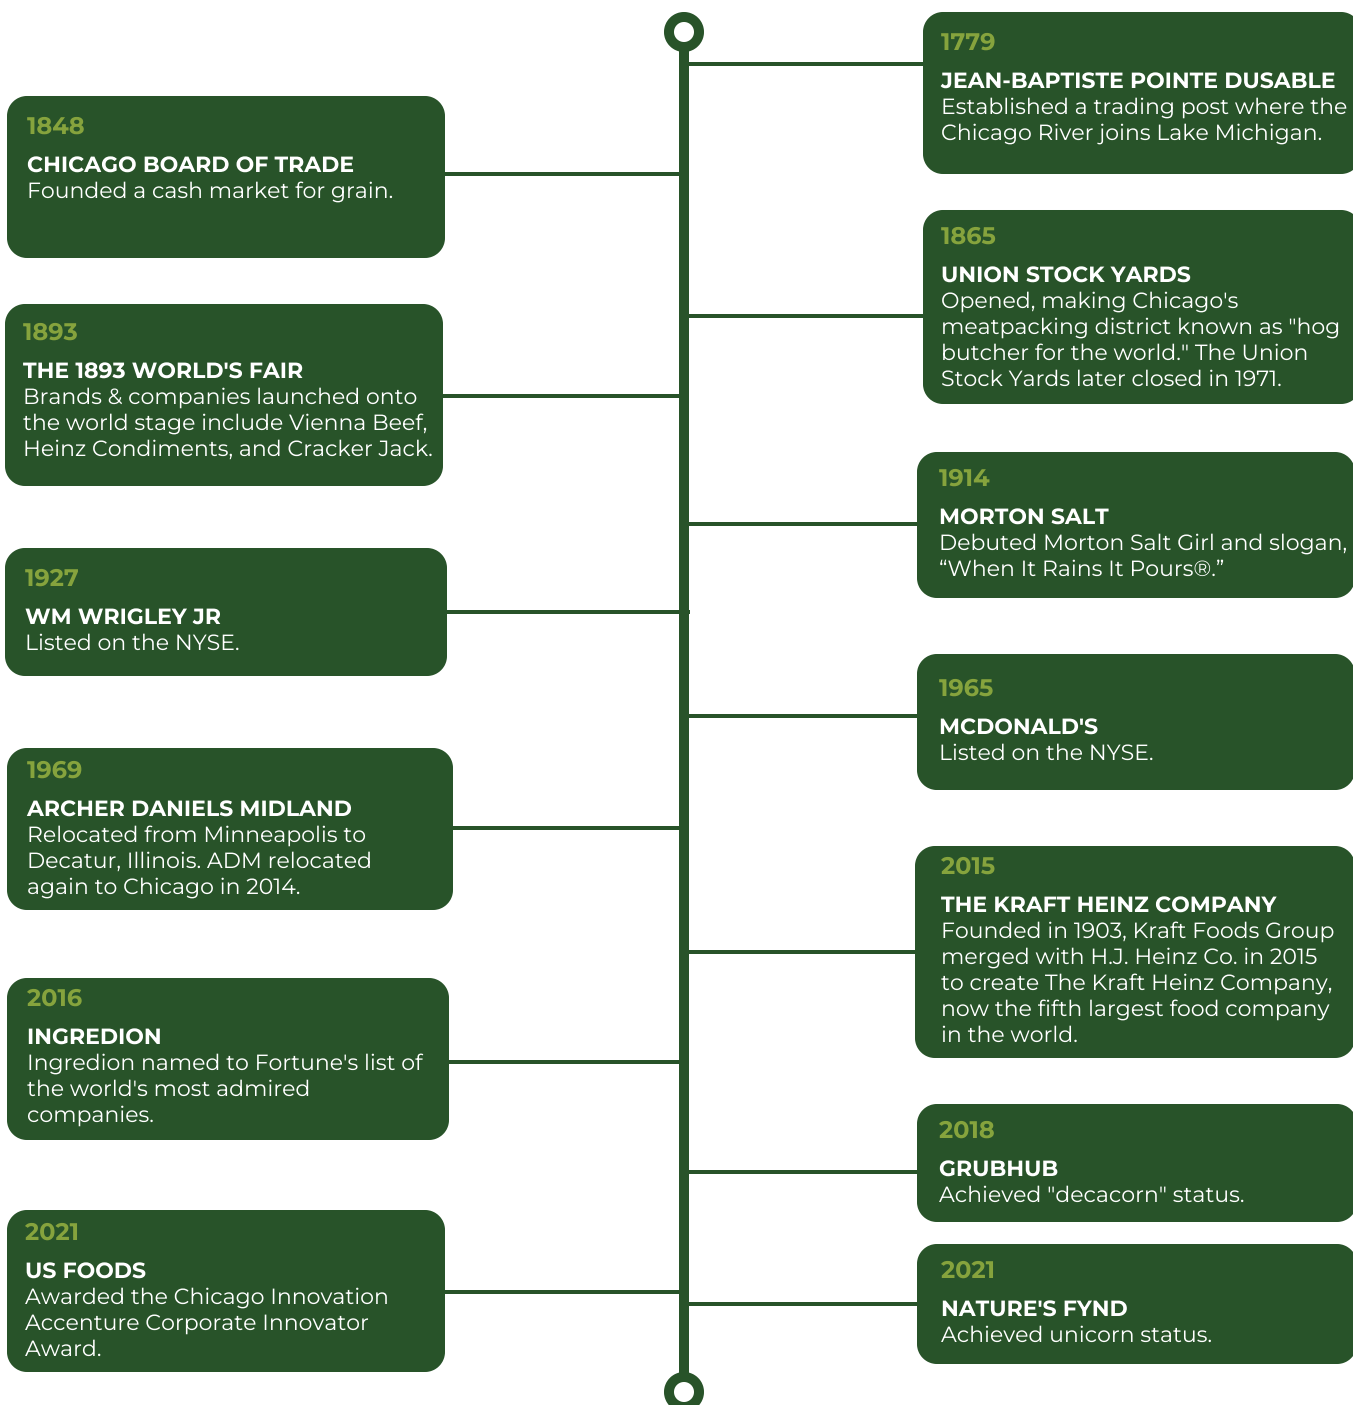 1779
JEAN-BAPTISTE POINTE DUSABLE
Established a trading post where the
Chicago River joins Lake Michigan.
1848
CHICAGO BOARD OF TRADE
Founded a cash market for grain.
1865
UNION STOCK YARDS
Opened, making Chicago's
meatpacking district known as "hog
butcher for the world." The Union
Stock Yards later closed in 1971.
1893
THE 1893 WORLD'S FAIR
Brands & companies launched onto
the world stage include Vienna Beef,
Heinz Condiments, and Cracker Jack.
1914
MORTON SALT
Debuted Morton Salt Girl and slogan,
“When It Rains It Pours®.”
1927
WM WRIGLEY JR
Listed on the NYSE.
1965
MCDONALD'S
Listed on the NYSE.
1969
ARCHER DANIELS MIDLAND
Relocated from Minneapolis to
Decatur, Illinois. ADM relocated
again to Chicago in 2014.
2015
THE KRAFT HEINZ COMPANY
Founded in 1903, Kraft Foods Group
merged with H.J. Heinz Co. in 2015
to create The Kraft Heinz Company,
now the fifth largest food company
in the world.
2016
INGREDION
Ingredion named to Fortune's list of
the world's most admired
companies.
2018
GRUBHUB
Achieved "decacorn" status.
2021
US FOODS
Awarded the Chicago Innovation
Accenture Corporate Innovator
Award.
2021
NATURE'S FYND
Achieved unicorn status.